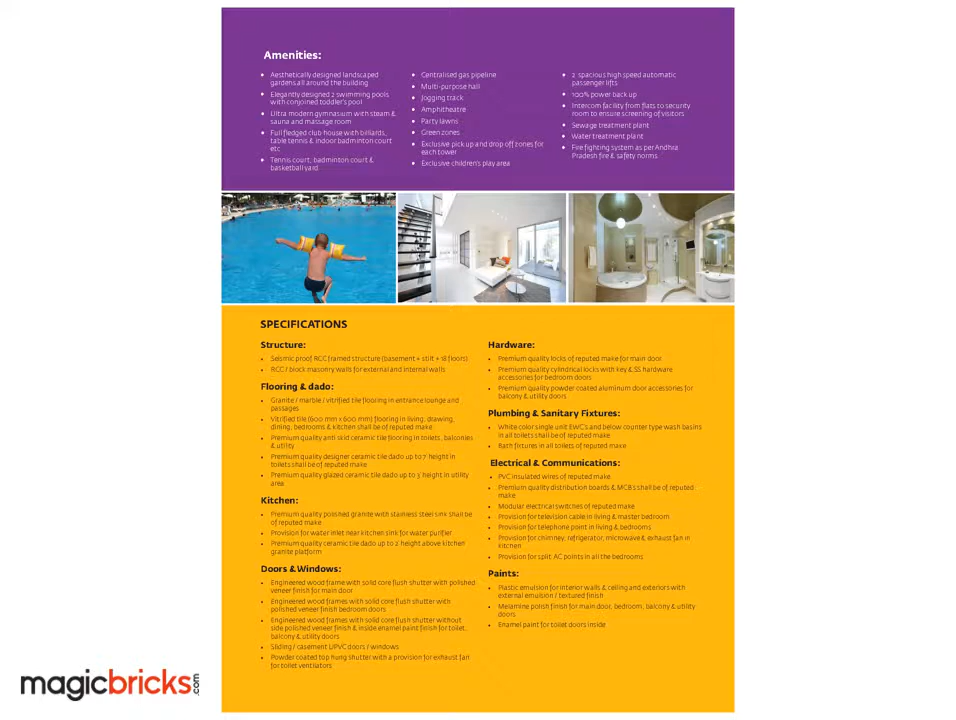 Amenities:
• Aesthetically designed landscaped
gardens all around the building
• Elegantly designed 2 swimming pools
with conjoined toddler's pool
• Ultra modern gymnasium with steam &
sauna and massage room
• Full fledged club house with billiards,
table tennis & indoor badminton court
etc
• Tennis court, badminton court &
basketball yard
• Centralised gas pipeline
• Multi-purpose hall
• Jogging track
• Amphitheatre
• Party lawns
• Green zones
• Exclusive pick up and drop off zones for
each tower
• Exclusive children's play area
• 2 spacious high speed automatic
passenger lifts
• 100% power back up
• Intercom facility from flats to security
room to ensure screening of visitors
• Sewage treatment plant
• Water treatment plant
• Fire fighting system as per Andhra
Pradesh fire & safety norms
SPECIFICATIONS
Structure:
• Seismic proof RCC framed structure (basement + stilt + 18 floors)
• RCC / block masonry walls for external and internal walls
Flooring & dado:
• Granite / marble / vitrified tile flooring in entrance lounge and
passages
• Vitrified tile (600 mm x 600 mm) flooring in living, drawing,
dining, bedrooms & kitchen shall be of reputed make
• Premium quality anti skid ceramic tile flooring in toilets, balconies
& utility
• Premium quality designer ceramic tile dado up to 7' height in
toilets shall be of reputed make
• Premium quality glazed ceramic tile dado up to 3' height in utility
area
Kitchen:
• Premium quality polished granite with stainless steel sink shall be
of reputed make
• Provision for water inlet near kitchen sink for water purifier
• Premium quality ceramic tile dado up to 2' height above kitchen
granite platform
Doors & Windows:
• Engineered wood frame with solid core flush shutter with polished
veneer finish for main door
• Engineered wood frames with solid core flush shutter with
polished veneer finish bedroom doors
• Engineered wood frames with solid core flush shutter without
side polished veneer finish & inside enamel paint finish for toilet,
balcony & utility doors
• Sliding / casement UPVC doors / windows
• Powder coated top hung shutter with a provision for exhaust fan
for toilet ventilators
Hardware:
• Premium quality locks of reputed make for main door
• Premium quality cylindrical locks with key & SS hardware
accessories for bedroom doors
• Premium quality powder coated aluminum door accessories for
balcony & utility doors
Plumbing & Sanitary Fixtures:
• White color single unit EWC's and below counter type wash basins
in all toilets shall be of reputed make
• Bath fixtures in all toilets of reputed make
Electrical & Communications:
• PVC insulated wires of reputed make
• Premium quality distribution boards & MCB's shall be of reputed
make
• Modular electrical switches of reputed make
• Provision for television cable in living & master bedroom
• Provision for telephone point in living & bedrooms
• Provision for chimney, refrigerator, microwave & exhaust fan in
kitchen
• Provision for split AC points in all the bedrooms
Paints:
• Plastic emulsion for interior walls & ceiling and exteriors with
external emulsion / textured finish
• Melamine polish finish for main door, bedroom, balcony & utility
doors
• Enamel paint for toilet doors inside
magicbricks.com